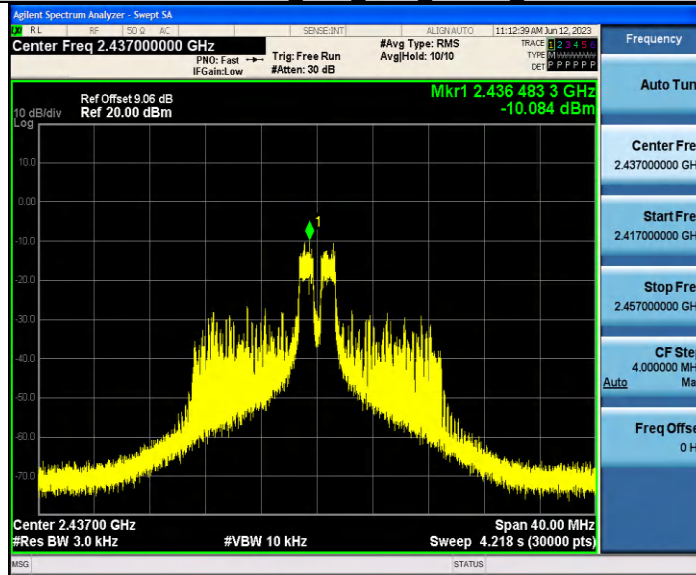 Agilent Spectrum Analyzer - Swept SA
RL RF 50 Ω AC SENSE:INT ALIGN AUTO 11:12:39 AM Jun 12, 2023
Center Freq 2.437000000 GHz
PNO: Fast
IFGain:Low
Trig: Free Run
#Atten: 30 dB
#Avg Type: RMS
Avg|Hold: 10/10
TRACE 1 2 3 4 5 6
TYPE M WWWWW
DET P P P P P P
Frequency
Mkr1 2.436 483 3 GHz
-10.084 dBm
Ref Offset 9.06 dB
10 dB/div Ref 20.00 dBm
Log
10.0
0.00
-10.0
-20.0
-30.0
-40.0
-50.0
-60.0
-70.0
1
Center 2.43700 GHz Span 40.00 MHz
#Res BW 3.0 kHz #VBW 10 kHz Sweep 4.218 s (30000 pts)
MSG STATUS
Auto Tun
Center Fre
2.437000000 GH
Start Fre
2.417000000 GH
Stop Fre
2.457000000 GH
CF Ste
4.000000 MH
Auto Ma
Freq Offse
0 H